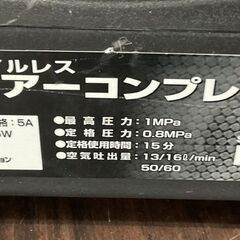 ルレス
アーコンプレ
格：5A
W
ョン
●最高圧力：1MPa
●定格圧力：0.8MPa
●定格使用時間：15分
●空気吐出量：13/16ℓ/min
50/60